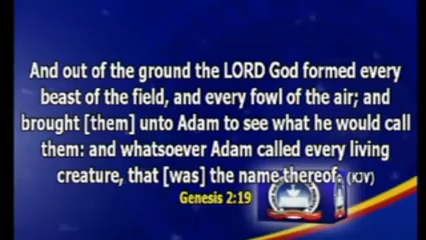 And out of the ground the LORD God formed every
beast of the field, and every fowl of the air; and
brought [them] unto Adam to see what he would call
them: and whatsoever Adam called every living
creature, that [was] the name thereof. (KJV)
Genesis 2:19